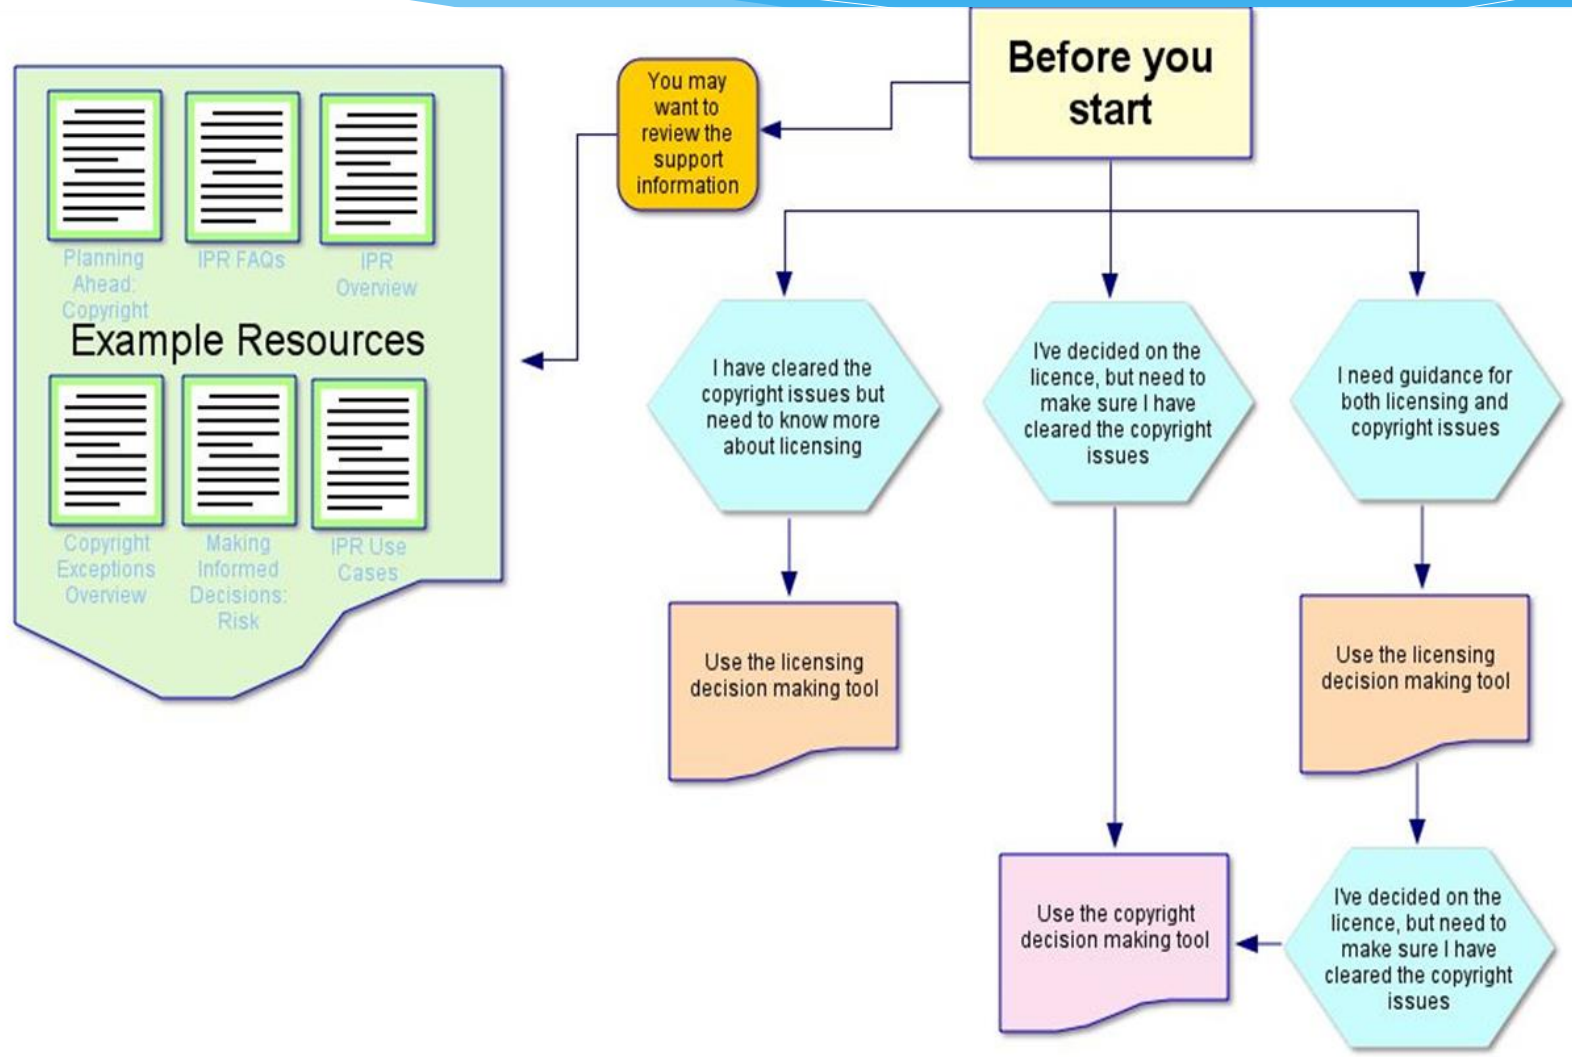 Before you
start
You may
want to
review the
support
information
Planning
Ahead:
Copyright
IPR FAQs
IPR
Overview
Example Resources
Copyright
Exceptions
Overview
Making
Informed
Decisions:
Risk
IPR Use
Cases
I have cleared the
copyright issues but
need to know more
about licensing
I've decided on the
licence, but need to
make sure I have
cleared the copyright
issues
I need guidance for
both licensing and
copyright issues
Use the licensing
decision making tool
Use the licensing
decision making tool
Use the copyright
decision making tool
I've decided on the
licence, but need to
make sure I have
cleared the copyright
issues